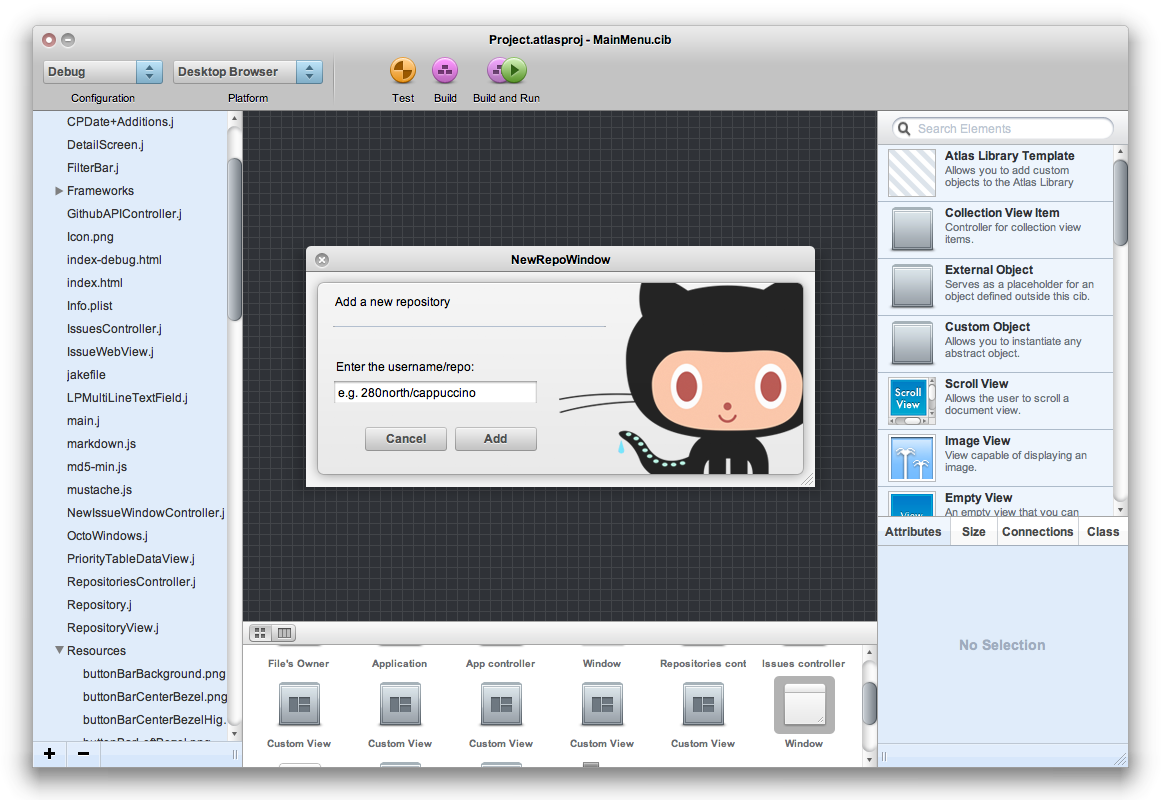 Project.atlasproj - MainMenu.cib
Debug
Desktop Browser
Configuration
Platform
Test
Build
Build and Run
CPDate+Additions.j
DetailScreen.j
FilterBar.j
Frameworks
GithubAPIController.j
Icon.png
index-debug.html
index.html
Info.plist
IssuesController.j
IssueWebView.j
jakefile
LPMultiLineTextField.j
main.j
markdown.js
md5-min.js
mustache.js
NewIssueWindowController.j
OctoWindows.j
PriorityTableDataView.j
RepositoriesController.j
Repository.j
RepositoryView.j
Resources
buttonBarBackground.png
buttonBarCenterBezel.png
buttonBarCenterBezelHig.
NewRepoWindow
Add a new repository
Enter the username/repo:
e.g. 280north/cappuccino
Cancel
Add
File's Owner
Application
App controller
Window
Repositories cont
Issues controller
Custom View
Custom View
Custom View
Custom View
Custom View
Window
Search Elements
Atlas Library Template
Allows you to add custom
objects to the Atlas Library
Collection View Item
Controller for collection view
items.
External Object
Serves as a placeholder for an
object defined outside this cib.
Custom Object
Allows you to instantiate any
abstract object.
Scroll
View
Scroll View
Allows the user to scroll a
document view.
Image View
View capable of displaying an
image.
View
Empty View
An empty view that you can
Attributes
Size
Connections
Class
No Selection